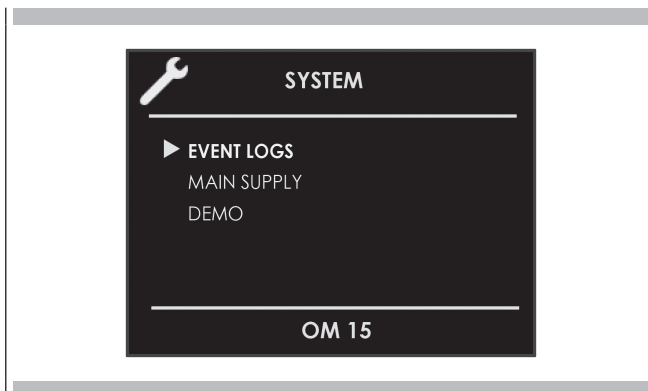 SYSTEM
EVENT LOGS
MAIN SUPPLY
DEMO
OM 15